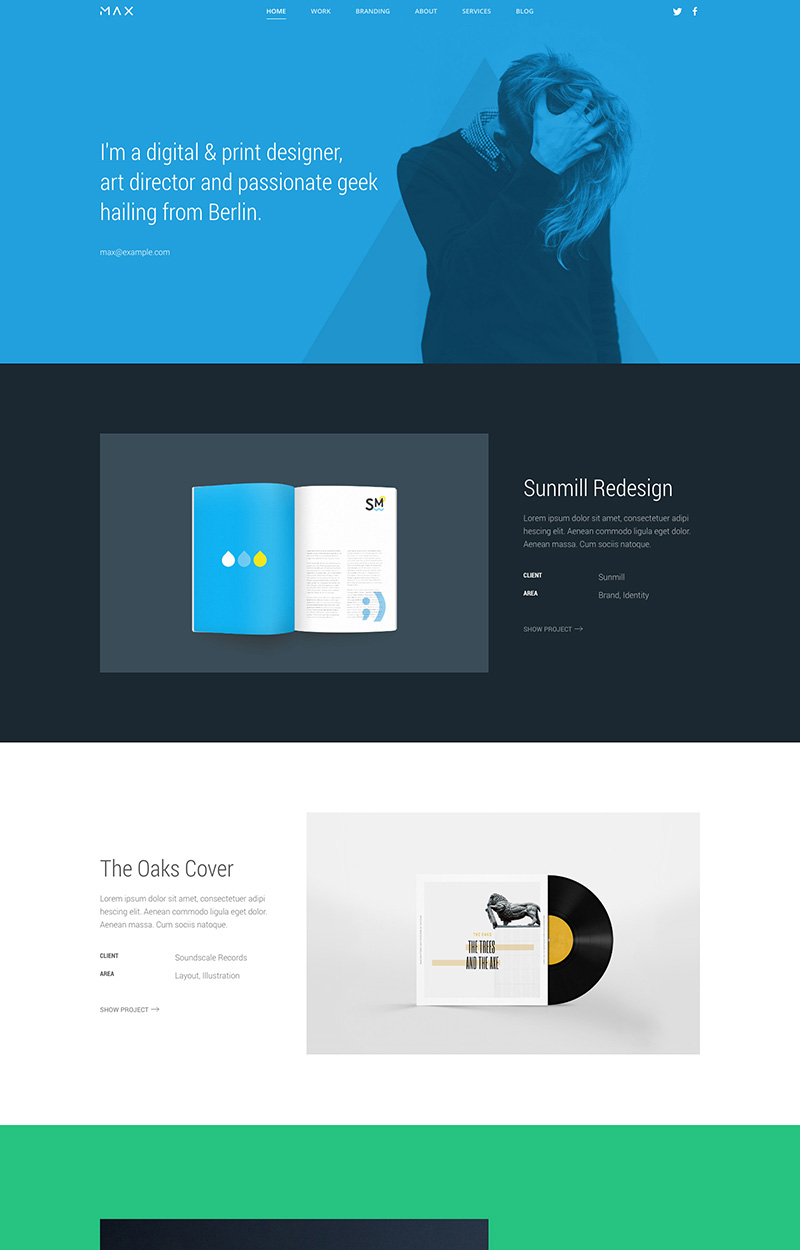 MAX
HOME WORK BRANDING ABOUT SERVICES BLOG
I'm a digital & print designer,
art director and passionate geek
hailing from Berlin.
max@example.com
SM
;)
Sunmill Redesign
Lorem ipsum dolor sit amet, consectetuer adipi
hescing elit. Aenean commodo ligula eget dolor.
Aenean massa. Cum sociis natoque.
CLIENT Sunmill
AREA Brand, Identity
SHOW PROJECT →
The Oaks Cover
Lorem ipsum dolor sit amet, consectetuer adipi
hescing elit. Aenean commodo ligula eget dolor.
Aenean massa. Cum sociis natoque.
CLIENT Soundscale Records
AREA Layout, Illustration
SHOW PROJECT →
THE OAKS
THE TREES
AND THE AXE